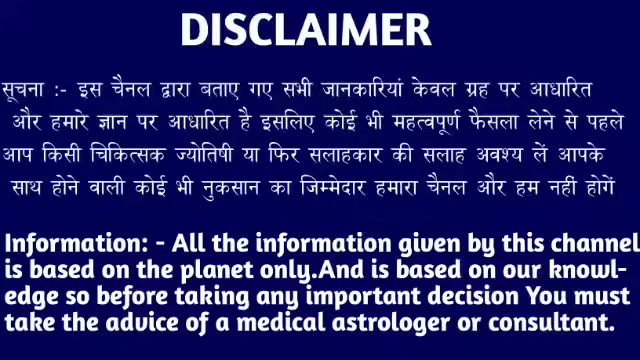 DISCLAIMER
सूचना :- इस चैनल द्वारा बताए गए सभी जानकारियां केवल ग्रह पर आधारित
और हमारे ज्ञान पर आधारित है इसलिए कोई भी महत्वपूर्ण फैसला लेने से पहले
आप किसी चिकित्सक ज्योतिषी या फिर सलाहकार की सलाह अवश्य लें आपके
साथ होने वाली कोई भी नुकसान का जिम्मेदार हमारा चैनल और हम नहीं होगें
Information: - All the information given by this channel
is based on the planet only.And is based on our knowl-
edge so before taking any important decision You must
take the advice of a medical astrologer or consultant.